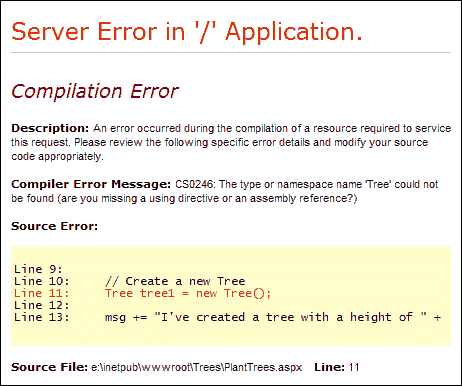 Server Error in '/' Application.
Compilation Error
Description: An error occurred during the compilation of a resource required to service
this request. Please review the following specific error details and modify your source
code appropriately.
Compiler Error Message: CS0246: The type or namespace name 'Tree' could not
be found (are you missing a using directive or an assembly reference?)
Source Error:
Line 9:
Line 10:     // Create a new Tree
Line 11:     Tree tree1 = new Tree();
Line 12:
Line 13:     msg += "I've created a tree with a height of " +
Source File: e:\inetpub\wwwroot\Trees\PlantTrees.aspx    Line: 11